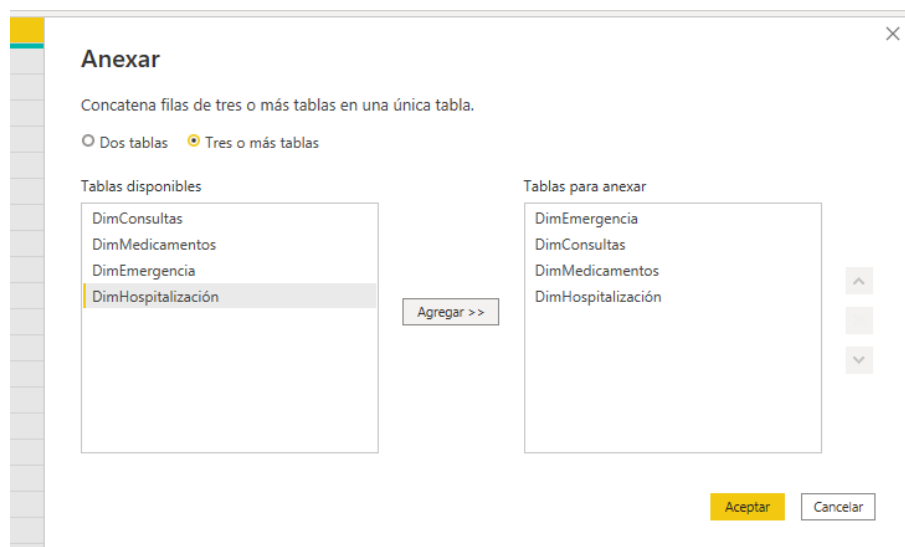 Anexar
Concatena filas de tres o más tablas en una única tabla.
Dos tablas
Tres o más tablas
Tablas disponibles
DimConsultas
DimMedicamentos
DimEmergencia
DimHospitalización
Agregar >>
Tablas para anexar
DimEmergencia
DimConsultas
DimMedicamentos
DimHospitalización
Aceptar
Cancelar